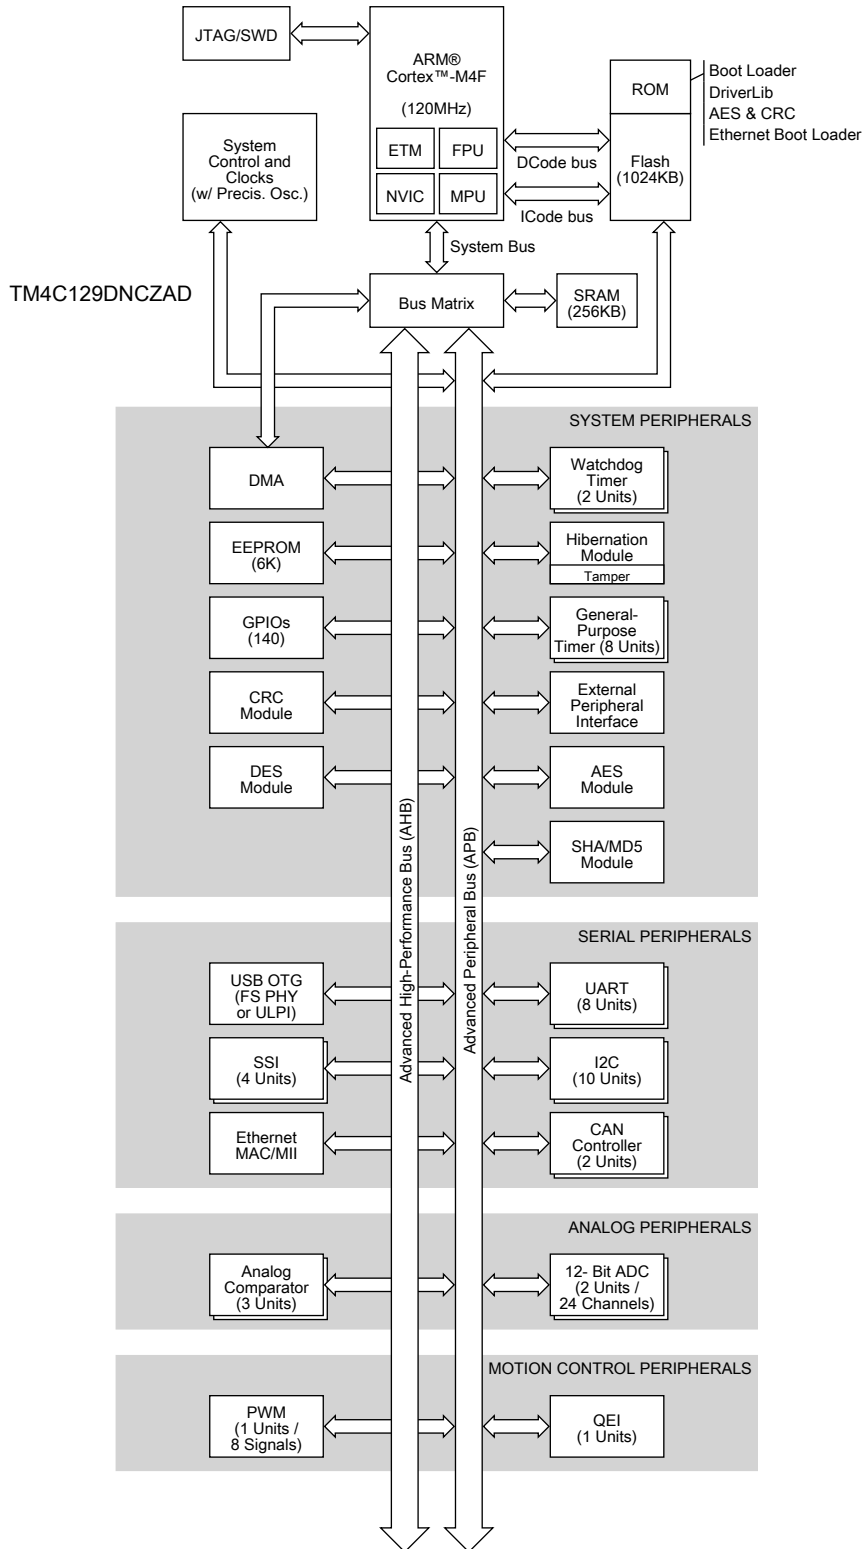 JTAG/SWD
ARM®
Cortex™-M4F
(120MHz)
ETM
FPU
NVIC
MPU
ROM
Boot Loader
DriverLib
AES & CRC
Ethernet Boot Loader
Flash
(1024KB)
DCode bus
ICode bus
System
Control and
Clocks
(w/ Precis. Osc.)
System Bus
TM4C129DNCZAD
Bus Matrix
SRAM
(256KB)
SYSTEM PERIPHERALS
DMA
Watchdog
Timer
(2 Units)
EEPROM
(6K)
Hibernation
Module
Tamper
GPIOs
(140)
General-
Purpose
Timer (8 Units)
CRC
Module
External
Peripheral
Interface
DES
Module
AES
Module
SHA/MD5
Module
Advanced High-Performance Bus (AHB)
Advanced Peripheral Bus (APB)
SERIAL PERIPHERALS
USB OTG
(FS PHY
or ULPI)
UART
(8 Units)
SSI
(4 Units)
I2C
(10 Units)
Ethernet
MAC/MII
CAN
Controller
(2 Units)
ANALOG PERIPHERALS
Analog
Comparator
(3 Units)
12- Bit ADC
(2 Units /
24 Channels)
MOTION CONTROL PERIPHERALS
PWM
(1 Units /
8 Signals)
QEI
(1 Units)